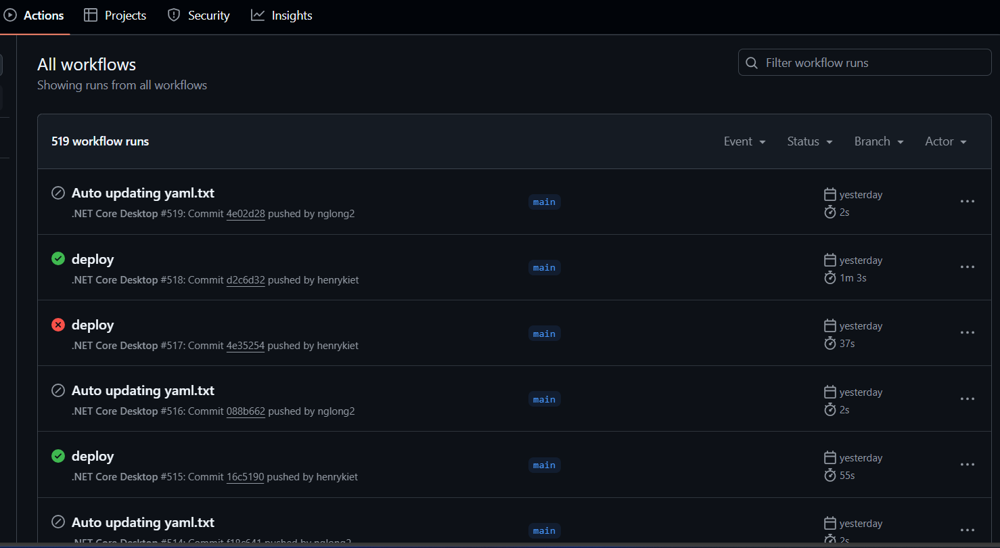 Actions Projects Security Insights
All workflows
Filter workflow runs
Showing runs from all workflows
519 workflow runs
Event Status Branch Actor
Auto updating yaml.txt
.NET Core Desktop #519: Commit 4e02d28 pushed by nglong2
main
yesterday
2s
deploy
.NET Core Desktop #518: Commit d2c6d32 pushed by henrykiet
main
yesterday
1m 3s
deploy
.NET Core Desktop #517: Commit 4e35254 pushed by henrykiet
main
yesterday
37s
Auto updating yaml.txt
.NET Core Desktop #516: Commit 088b662 pushed by nglong2
main
yesterday
2s
deploy
.NET Core Desktop #515: Commit 16c5190 pushed by henrykiet
main
yesterday
55s
Auto updating yaml.txt
.NET Core Desktop #514: Commit f18c641 pushed by nglong2
main
yesterday
2s